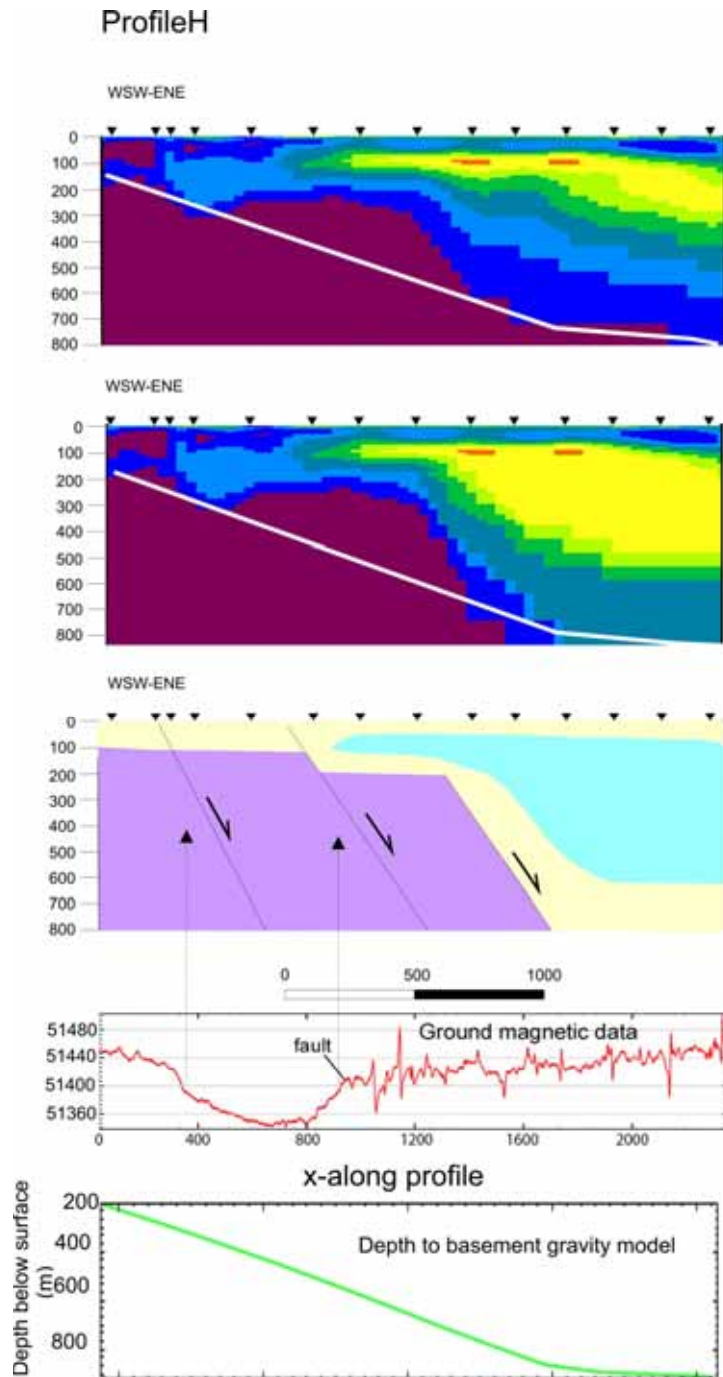 ProfileH
WSW-ENE
0
100
200
300
400
500
600
700
800
WSW-ENE
0
100
200
300
400
500
600
700
800
WSW-ENE
0
100
200
300
400
500
600
700
800
0 500 1000
51480
51440
51400
51360
Ground magnetic data
fault
0 400 800 1200 1600 2000
x-along profile
Depth below surface
(m)
200
400
600
800
Depth to basement gravity model